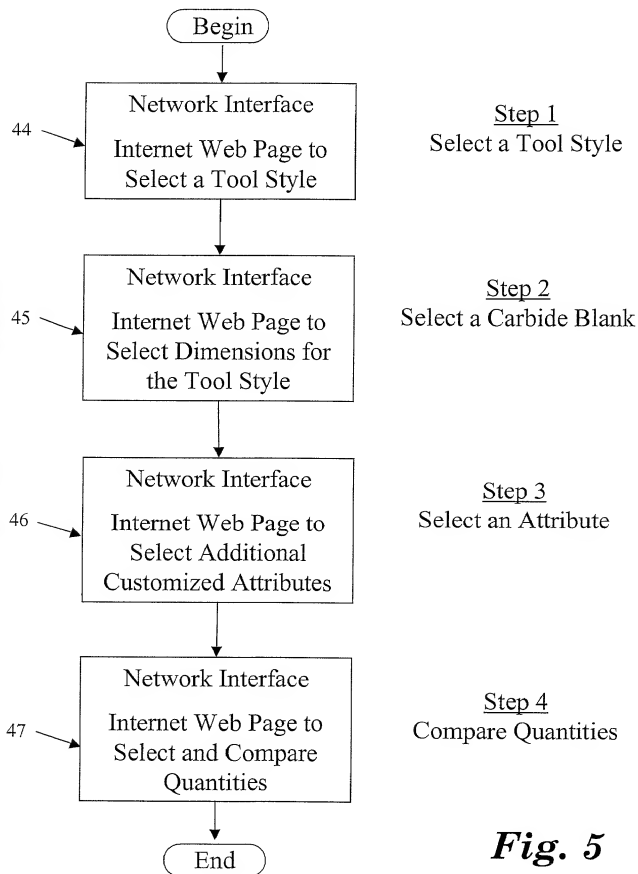 Begin
44
Network Interface
Internet Web Page to
Select a Tool Style
Step 1
Select a Tool Style
45
Network Interface
Internet Web Page to
Select Dimensions for
the Tool Style
Step 2
Select a Carbide Blank
46
Network Interface
Internet Web Page to
Select Additional
Customized Attributes
Step 3
Select an Attribute
47
Network Interface
Internet Web Page to
Select and Compare
Quantities
Step 4
Compare Quantities
End
Fig. 5